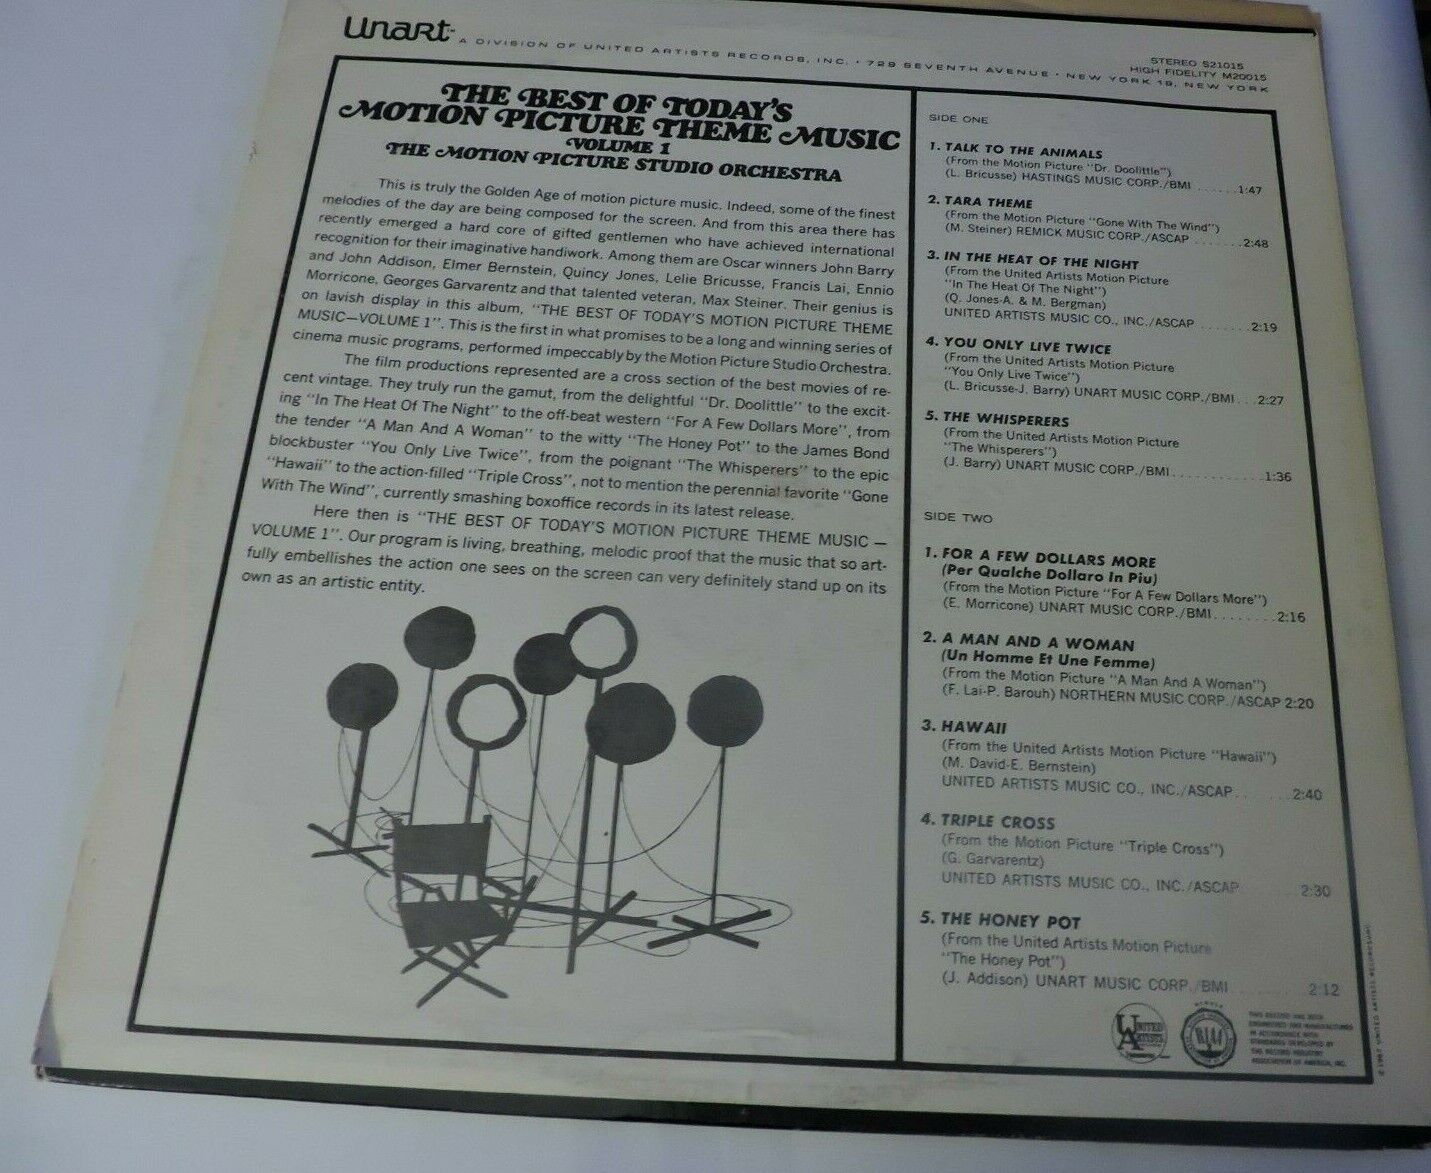 Unart™ A DIVISION OF UNITED ARTISTS RECORDS, INC. • 729 SEVENTH AVENUE • NEW YORK 19, NEW YORK
STEREO S21015
HIGH FIDELITY M20015
THE BEST OF TODAY'S
MOTION PICTURE THEME MUSIC
VOLUME 1
THE MOTION PICTURE STUDIO ORCHESTRA
This is truly the Golden Age of motion picture music. Indeed, some of the finest
melodies of the day are being composed for the screen. And from this area there has
recently emerged a hard core of gifted gentlemen who have achieved international
recognition for their imaginative handiwork. Among them are Oscar winners John Barry
and John Addison, Elmer Bernstein, Quincy Jones, Lelie Bricusse, Francis Lai, Ennio
Morricone, Georges Garvarentz and that talented veteran, Max Steiner. Their genius is
on lavish display in this album, "THE BEST OF TODAY'S MOTION PICTURE THEME
MUSIC—VOLUME 1". This is the first in what promises to be a long and winning series of
cinema music programs, performed impeccably by the Motion Picture Studio Orchestra.
The film productions represented are a cross section of the best movies of re-
cent vintage. They truly run the gamut, from the delightful "Dr. Doolittle" to the excit-
ing "In The Heat Of The Night" to the off-beat western "For A Few Dollars More", from
the tender "A Man And A Woman" to the witty "The Honey Pot" to the James Bond
blockbuster "You Only Live Twice", from the poignant "The Whisperers" to the epic
"Hawaii" to the action-filled "Triple Cross", not to mention the perennial favorite "Gone
With The Wind", currently smashing boxoffice records in its latest release.
Here then is "THE BEST OF TODAY'S MOTION PICTURE THEME MUSIC —
VOLUME 1". Our program is living, breathing, melodic proof that the music that so art-
fully embellishes the action one sees on the screen can very definitely stand up on its
own as an artistic entity.
SIDE ONE
1. TALK TO THE ANIMALS
(From the Motion Picture "Dr. Doolittle")
(L. Bricusse) HASTINGS MUSIC CORP./BMI ......1:47
2. TARA THEME
(From the Motion Picture "Gone With The Wind")
(M. Steiner) REMICK MUSIC CORP./ASCAP .......2:48
3. IN THE HEAT OF THE NIGHT
(From the United Artists Motion Picture
"In The Heat Of The Night")
(Q. Jones-A. & M. Bergman)
UNITED ARTISTS MUSIC CO., INC./ASCAP .......2:19
4. YOU ONLY LIVE TWICE
(From the United Artists Motion Picture
"You Only Live Twice")
(L. Bricusse-J. Barry) UNART MUSIC CORP./BMI...2:27
5. THE WHISPERERS
(From the United Artists Motion Picture
"The Whisperers")
(J. Barry) UNART MUSIC CORP./BMI............1:36
SIDE TWO
1. FOR A FEW DOLLARS MORE
(Per Qualche Dollaro In Piu)
(From the Motion Picture "For A Few Dollars More")
(E. Morricone) UNART MUSIC CORP./BMI........2:16
2. A MAN AND A WOMAN
(Un Homme Et Une Femme)
(From the Motion Picture "A Man And A Woman")
(F. Lai-P. Barouh) NORTHERN MUSIC CORP./ASCAP 2:20
3. HAWAII
(From the United Artists Motion Picture "Hawaii")
(M. David-E. Bernstein)
UNITED ARTISTS MUSIC CO., INC./ASCAP.. .....2:40
4. TRIPLE CROSS
(From the Motion Picture "Triple Cross")
(G. Garvarentz)
UNITED ARTISTS MUSIC CO., INC./ASCAP 2:30
5. THE HONEY POT
(From the United Artists Motion Picture
"The Honey Pot")
(J. Addison) UNART MUSIC CORP./BMI 2:12
UNITED
ARTISTS
RIAA
THIS RECORD HAS BEEN
ENGINEERED AND MANUFACTURED
IN ACCORDANCE WITH
STANDARDS DEVELOPED BY
THE RECORD INDUSTRY
ASSOCIATION OF AMERICA, INC.